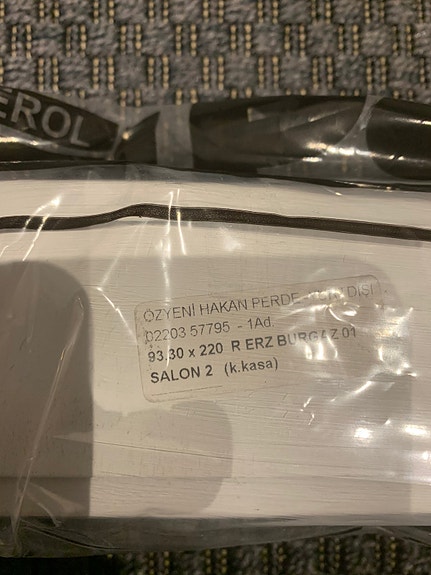 EROL
ÖZYENİ HAKAN PERDE
02203 57795 - 1Ad.
93,30 x 220 R ERZ BURGAZ 01
SALON 2 (k.kasa)